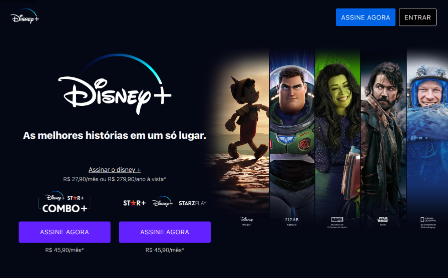 Disney+
ASSINE AGORA
ENTRAR
Disney+
As melhores histórias em um só lugar.
Assinar o disney +
R$ 27,90/mês ou R$ 279,90/ano à vista*
Disney+ STAR+
COMBO+
STAR+ Disney+ STARZPLAY
ASSINE AGORA
ASSINE AGORA
R$ 45,90/mês*
R$ 45,90/mês*
Disney
PIXAR
MARVEL
STAR WARS